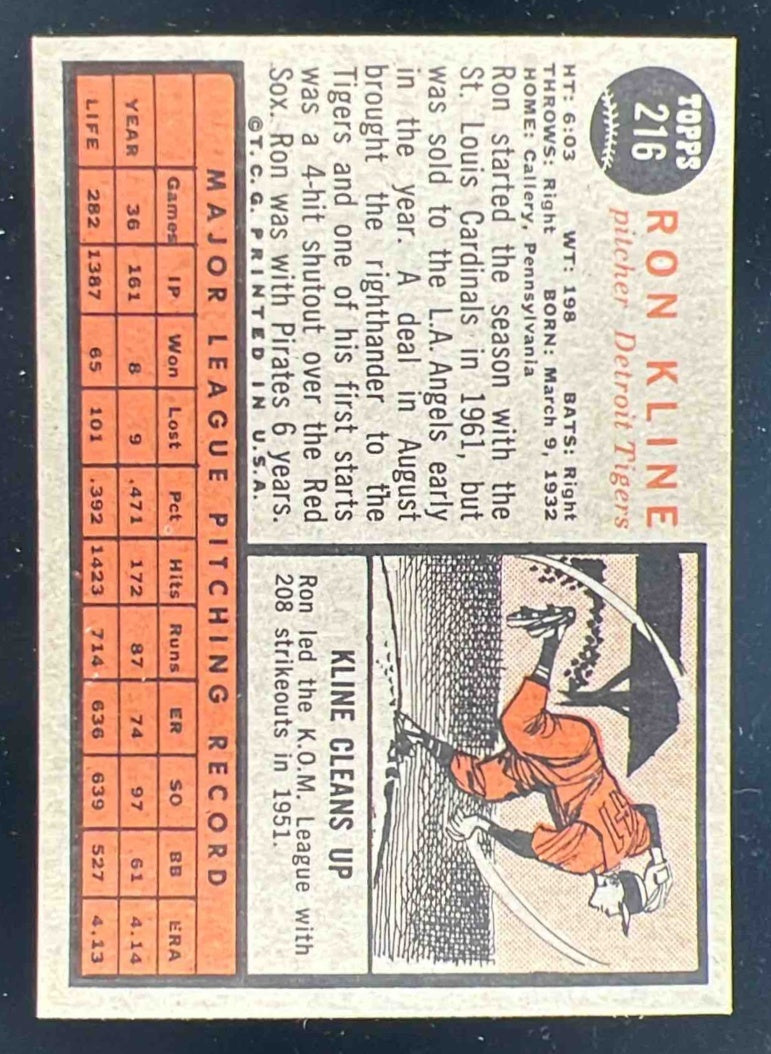 TOPPS
216
RON KLINE
pitcher Detroit Tigers
HT: 6:03 WT: 198 BATS: Right
THROWS: Right BORN: March 9, 1932
HOME: Callery, Pennsylvania
Ron started the season with the
St. Louis Cardinals in 1961, but
was sold to the L.A. Angels early
in the year. A deal in August
brought the righthander to the
Tigers and one of his first starts
was a 4-hit shutout over the Red
Sox. Ron was with Pirates 6 years.
©T.C.G. PRINTED IN U.S.A.
KLINE CLEANS UP
Ron led the K.O.M. League with
208 strikeouts in 1951.
MAJOR LEAGUE PITCHING RECORD
Games IP Won Lost Pct. Hits Runs ER SO BB ERA
YEAR 36 161 8 9 .471 172 87 74 97 61 4.14
LIFE 282 1387 65 101 .392 1423 714 636 639 527 4.13